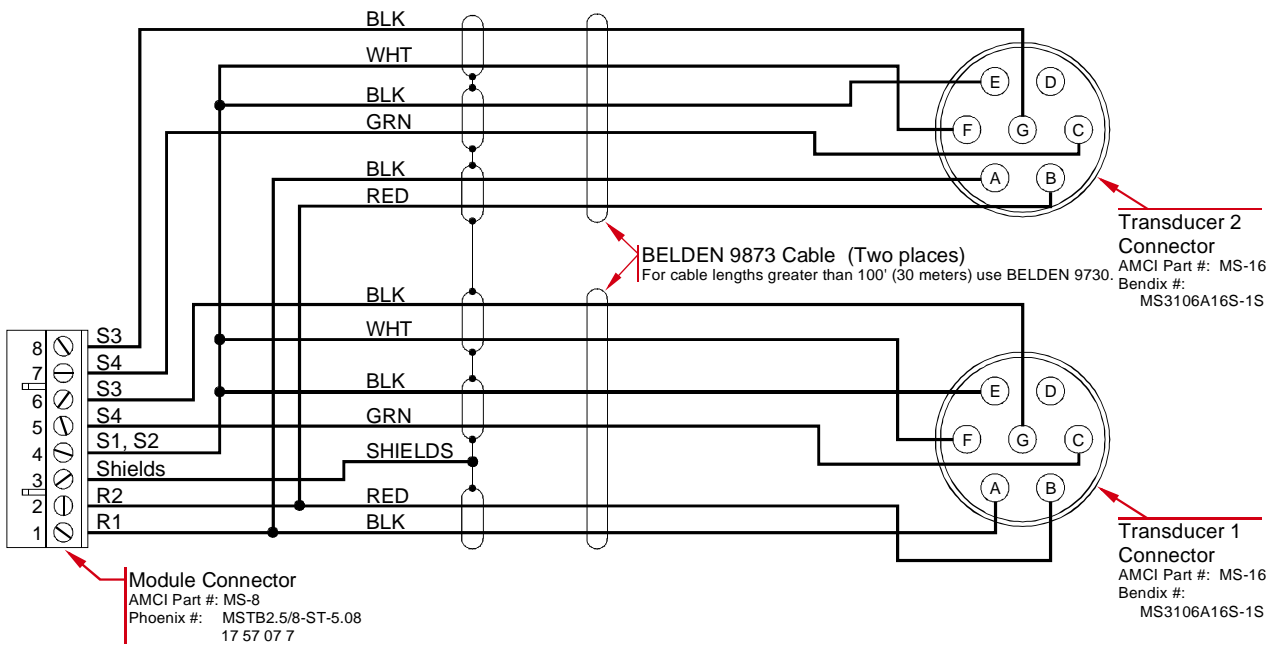 BLK
WHT
BLK
GRN
BLK
RED
E
D
F
G
C
A
B
Transducer 2
Connector
AMCI Part #: MS-16
Bendix #:
MS3106A16S-1S
BELDEN 9873 Cable (Two places)
For cable lengths greater than 100' (30 meters) use BELDEN 9730.
BLK
WHT
BLK
GRN
SHIELDS
RED
BLK
8
S3
7
S4
6
S3
5
S4
4
S1, S2
3
Shields
2
R2
1
R1
E
D
F
G
C
A
B
Transducer 1
Connector
AMCI Part #: MS-16
Bendix #:
MS3106A16S-1S
Module Connector
AMCI Part #: MS-8
Phoenix #: MSTB2.5/8-ST-5.08
17 57 07 7